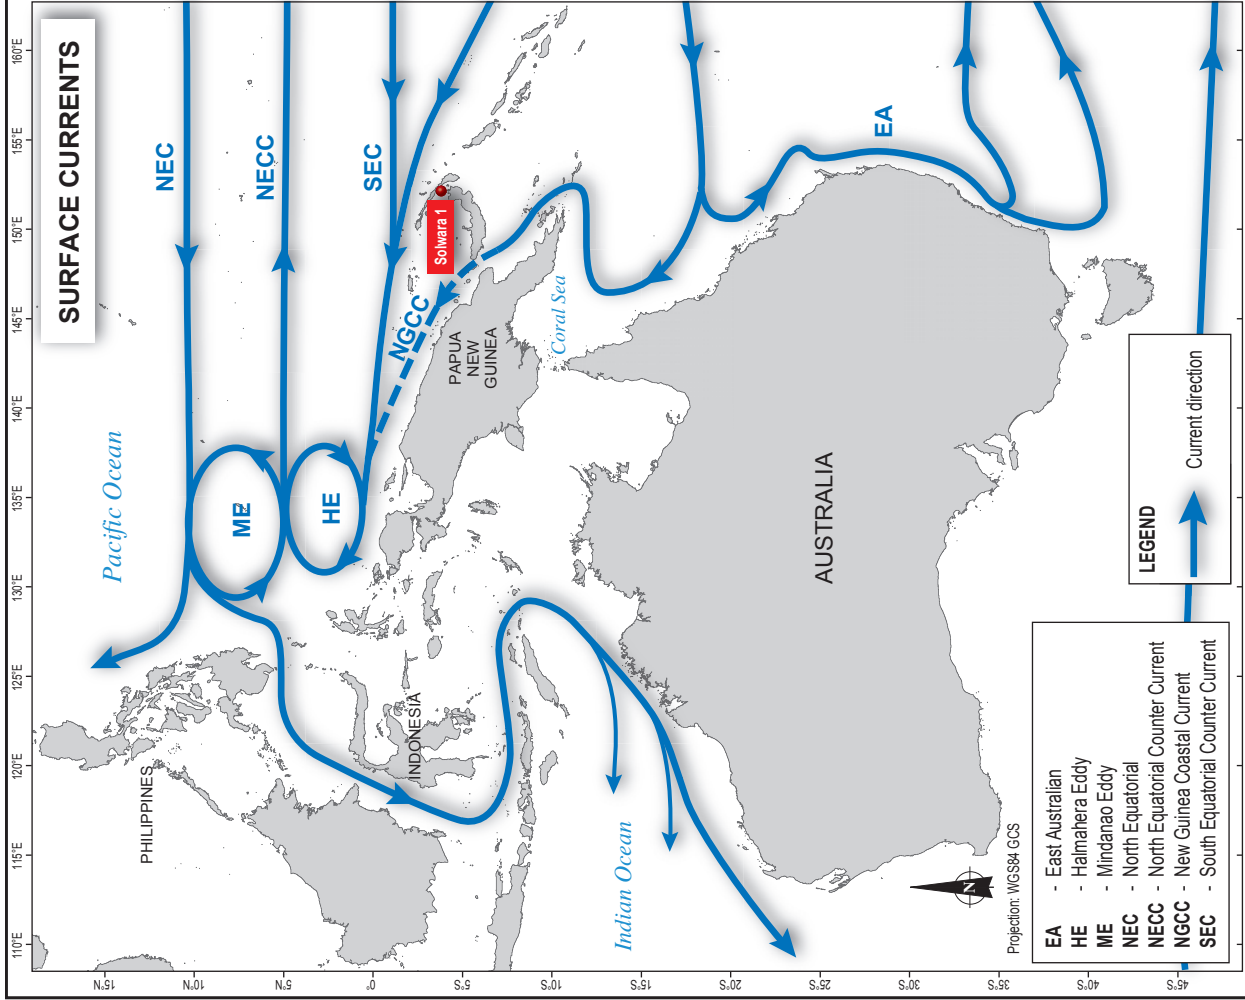 SURFACE CURRENTS
160°E
155°E
150°E
145°E
140°E
135°E
130°E
125°E
120°E
115°E
110°E
15°N
10°N
5°N
0°
5°S
10°S
15°S
20°S
25°S
30°S
35°S
40°S
45°S
NEC
NECC
SEC
EA
Solwara 1
NGCC
PAPUA
NEW
GUINEA
Coral Sea
Pacific Ocean
ME
HE
AUSTRALIA
INDONESIA
PHILIPPINES
Indian Ocean
N
Projection: WGS84 GCS
LEGEND
Current direction
EA - East Australian
HE - Halmahera Eddy
ME - Mindanao Eddy
NEC - North Equatorial
NECC - North Equatorial Counter Current
NGCC - New Guinea Coastal Current
SEC - South Equatorial Counter Current